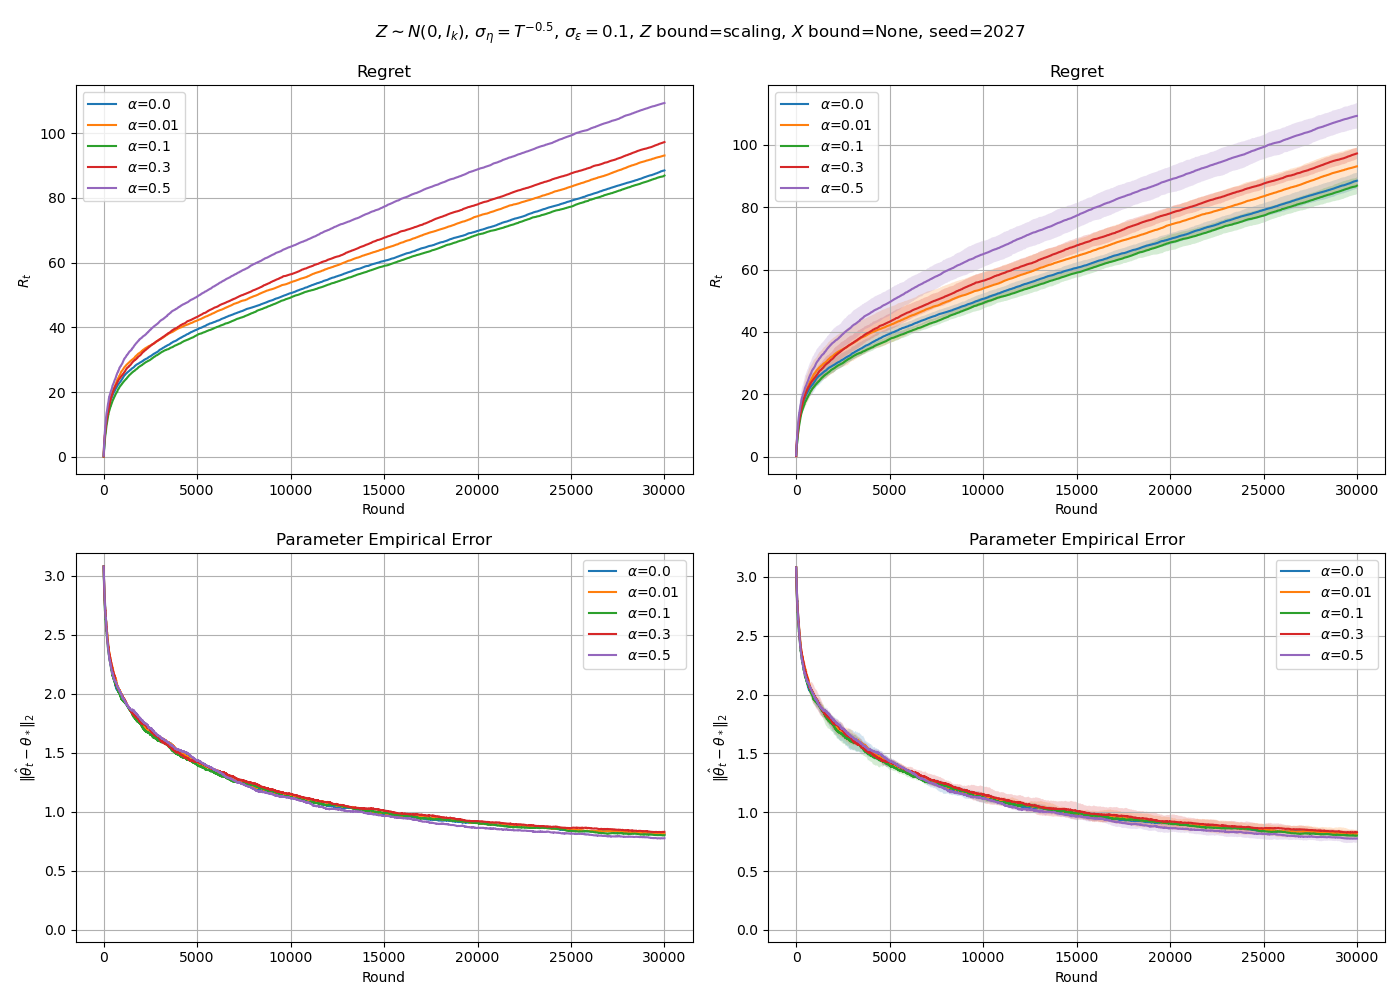 Z ∼ N(0, I_k), σ_η = T^{−0.5}, σ_ε = 0.1, Z bound=scaling, X bound=None, seed=2027
Regret
α=0.0
α=0.01
α=0.1
α=0.3
α=0.5
100
80
60
40
20
0
R_t
0 5000 10000 15000 20000 25000 30000
Round
Regret
α=0.0
α=0.01
α=0.1
α=0.3
α=0.5
100
80
60
40
20
0
R_t
0 5000 10000 15000 20000 25000 30000
Round
Parameter Empirical Error
α=0.0
α=0.01
α=0.1
α=0.3
α=0.5
3.0
2.5
2.0
1.5
1.0
0.5
0.0
‖θ̂_t − θ_*‖_2
0 5000 10000 15000 20000 25000 30000
Round
Parameter Empirical Error
α=0.0
α=0.01
α=0.1
α=0.3
α=0.5
3.0
2.5
2.0
1.5
1.0
0.5
0.0
‖θ̂_t − θ_*‖_2
0 5000 10000 15000 20000 25000 30000
Round